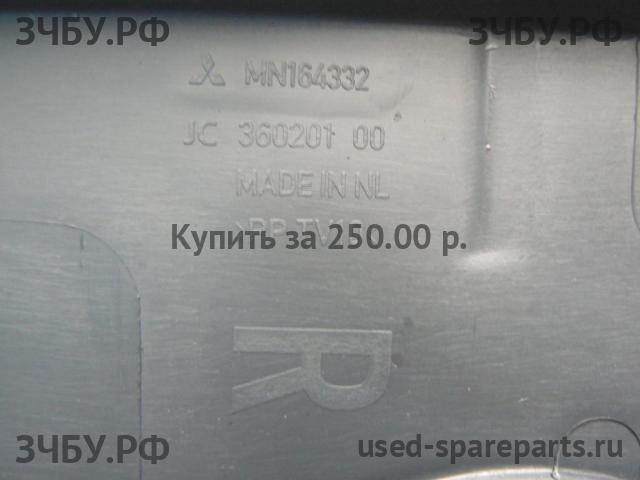 ЗЧБУ.РФ ЗЧБУ.РФ
MN164332
JC 360201 00
MADE IN NL
Купить за 250.00 р.
R
ЗЧБУ.РФ used-spareparts.ru